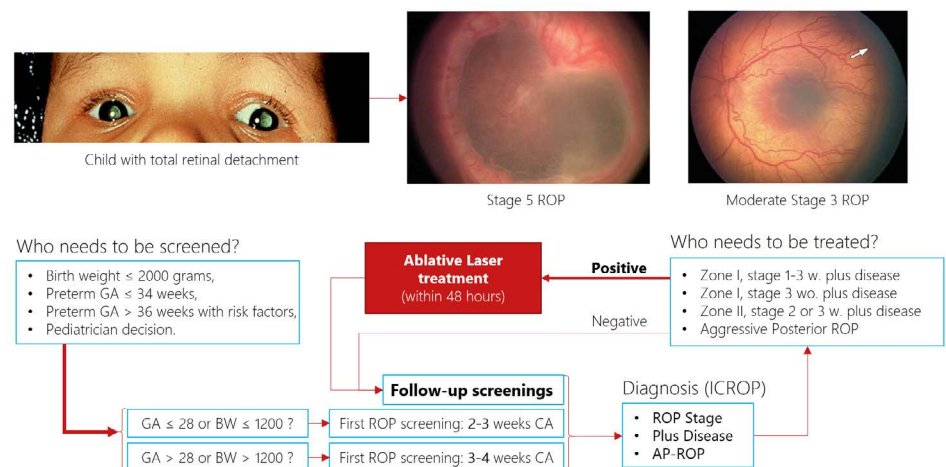 Child with total retinal detachment
Stage 5 ROP
Moderate Stage 3 ROP
Who needs to be screened?
• Birth weight ≤ 2000 grams,
• Preterm GA ≤ 34 weeks,
• Preterm GA > 36 weeks with risk factors,
• Pediatrician decision.
Ablative Laser
treatment
(within 48 hours)
Positive
Negative
Who needs to be treated?
• Zone I, stage 1-3 w. plus disease
• Zone I, stage 3 wo. plus disease
• Zone II, stage 2 or 3 w. plus disease
• Aggressive Posterior ROP
Follow-up screenings
GA ≤ 28 or BW ≤ 1200 ?
First ROP screening: 2-3 weeks CA
GA > 28 or BW > 1200 ?
First ROP screening: 3-4 weeks CA
Diagnosis (ICROP)
• ROP Stage
• Plus Disease
• AP-ROP